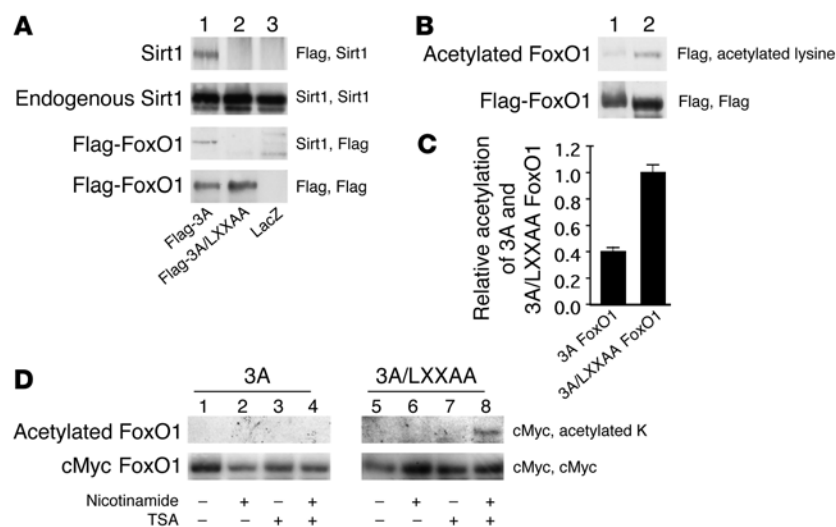 A
1 2 3
Sirt1 Flag, Sirt1
Endogenous Sirt1 Sirt1, Sirt1
Flag-FoxO1 Sirt1, Flag
Flag-FoxO1 Flag, Flag
Flag-3A
Flag-3A/LXXAA
LacZ
B
1 2
Acetylated FoxO1 Flag, acetylated lysine
Flag-FoxO1 Flag, Flag
C
Relative acetylation
of 3A and
3A/LXXAA FoxO1
1.2
1.0
0.8
0.6
0.4
0.2
0.0
3A FoxO1
3A/LXXAA FoxO1
D
3A 3A/LXXAA
1 2 3 4 5 6 7 8
Acetylated FoxO1 cMyc, acetylated K
cMyc FoxO1 cMyc, cMyc
Nicotinamide – + – + – + – +
TSA – – + + – – + +